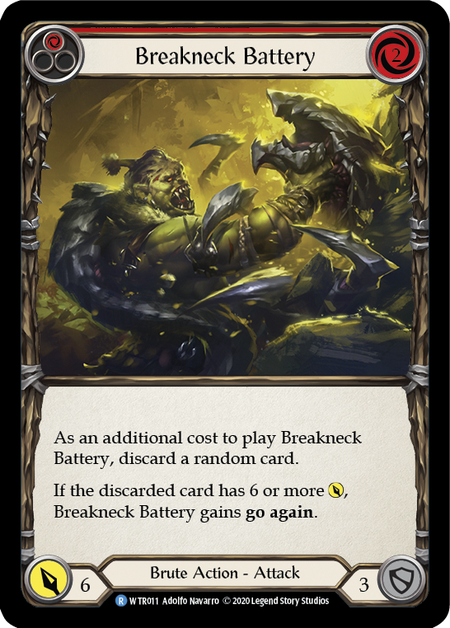 Breakneck Battery
2
As an additional cost to play Breakneck
Battery, discard a random card.
If the discarded card has 6 or more ,
Breakneck Battery gains go again.
6
Brute Action - Attack
3
R WTR011 Adolfo Navarro © 2020 Legend Story Studios